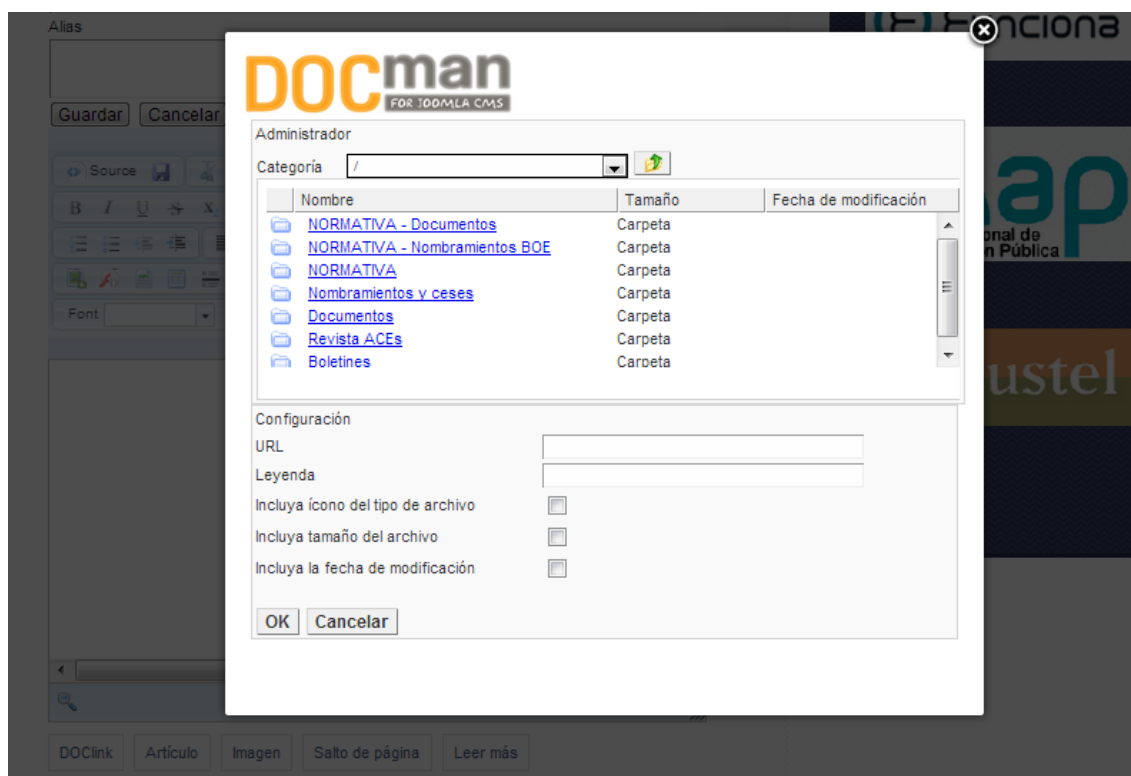 Alias
Funciona
Guardar Cancelar
DOCman
FOR JOOMLA CMS
Administrador
Categoría /
Source
Nombre Tamaño Fecha de modificación
NORMATIVA - Documentos Carpeta
NORMATIVA - Nombramientos BOE Carpeta
NORMATIVA Carpeta
Nombramientos y ceses Carpeta
Documentos Carpeta
Revista ACEs Carpeta
Boletines Carpeta
B I U S X
ap
onal de
n Pública
Font
ustel
Configuración
URL
Leyenda
Incluya ícono del tipo de archivo
Incluya tamaño del archivo
Incluya la fecha de modificación
OK Cancelar
DOClink Artículo Imagen Salto de página Leer más